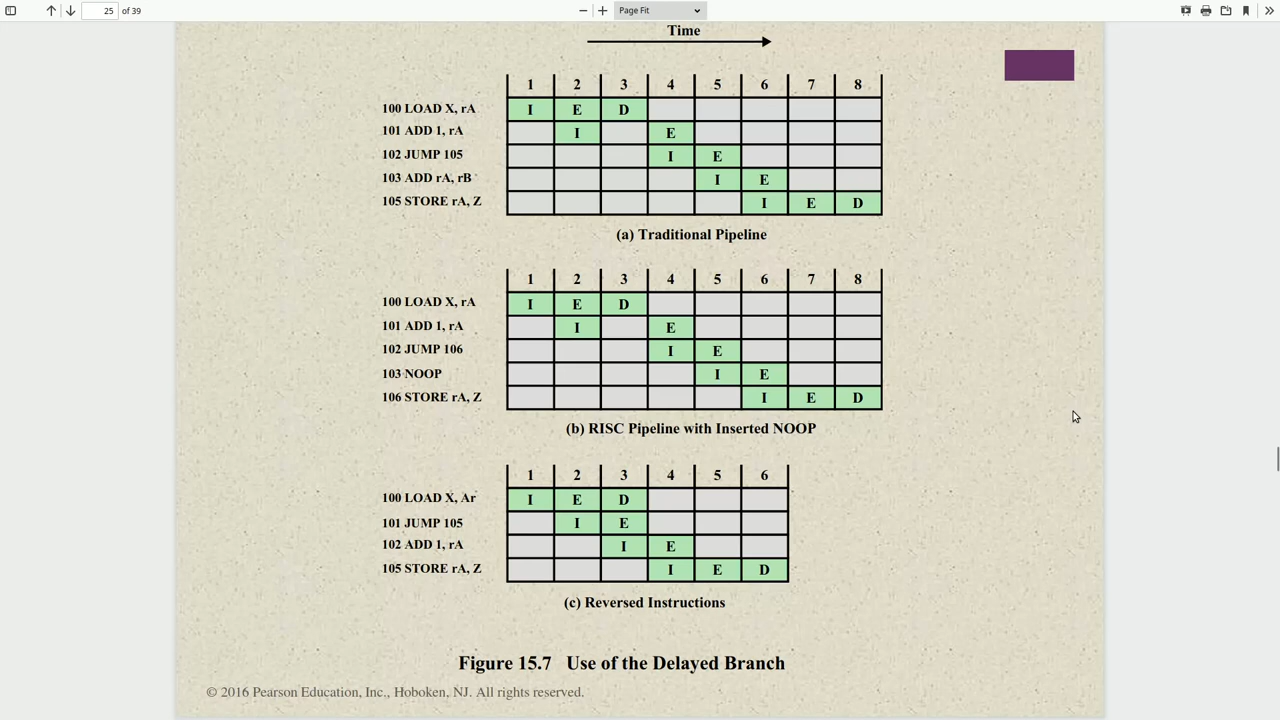 25 of 39
Page Fit
Time
1 2 3 4 5 6 7 8
100 LOAD X, rA I E D
101 ADD 1, rA I E
102 JUMP 105 I E
103 ADD rA, rB I E
105 STORE rA, Z I E D
(a) Traditional Pipeline
1 2 3 4 5 6 7 8
100 LOAD X, rA I E D
101 ADD 1, rA I E
102 JUMP 106 I E
103 NOOP I E
106 STORE rA, Z I E D
(b) RISC Pipeline with Inserted NOOP
1 2 3 4 5 6
100 LOAD X, Ar I E D
101 JUMP 105 I E
102 ADD 1, rA I E
105 STORE rA, Z I E D
(c) Reversed Instructions
Figure 15.7 Use of the Delayed Branch
© 2016 Pearson Education, Inc., Hoboken, NJ. All rights reserved.